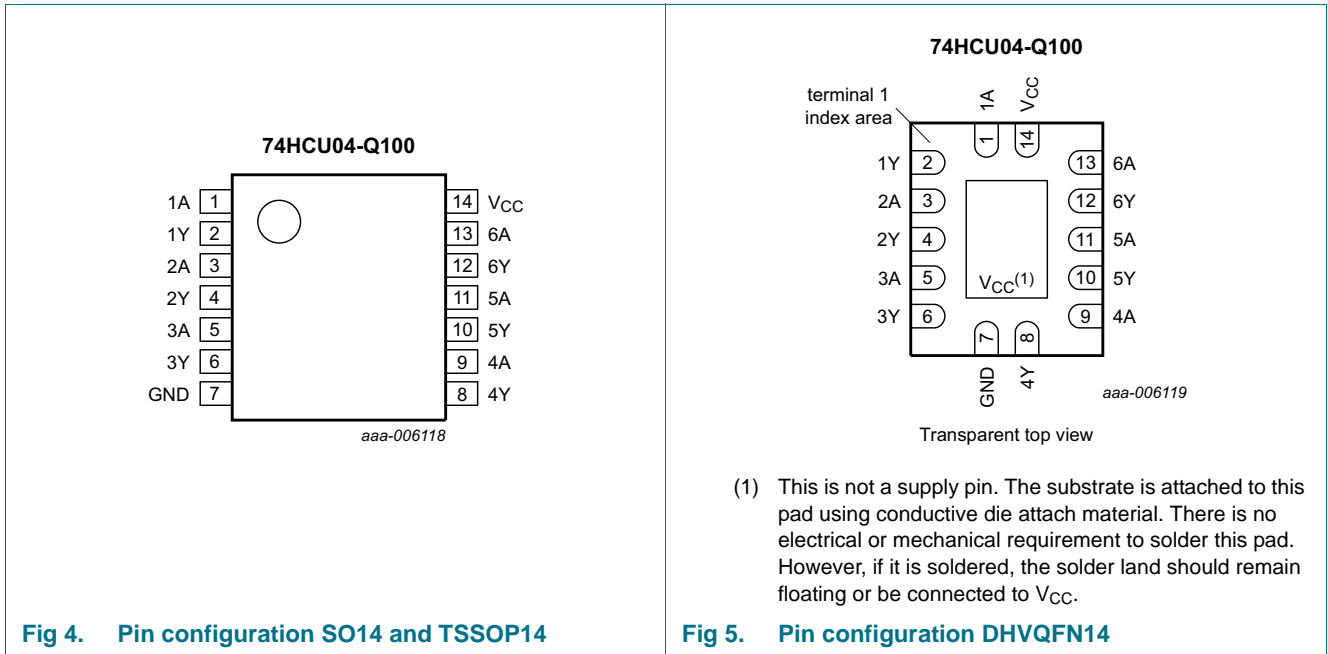 74HCU04-Q100
1A 1 14 VCC
1Y 2 13 6A
2A 3 12 6Y
2Y 4 11 5A
3A 5 10 5Y
3Y 6 9 4A
GND 7 8 4Y
aaa-006118
Fig 4. Pin configuration SO14 and TSSOP14
74HCU04-Q100
terminal 1
index area
1A VCC
1 14
1Y 2 13 6A
2A 3 12 6Y
2Y 4 11 5A
3A 5 VCC(1) 10 5Y
3Y 6 9 4A
7 8
GND 4Y
aaa-006119
Transparent top view
(1) This is not a supply pin. The substrate is attached to this
pad using conductive die attach material. There is no
electrical or mechanical requirement to solder this pad.
However, if it is soldered, the solder land should remain
floating or be connected to VCC.
Fig 5. Pin configuration DHVQFN14